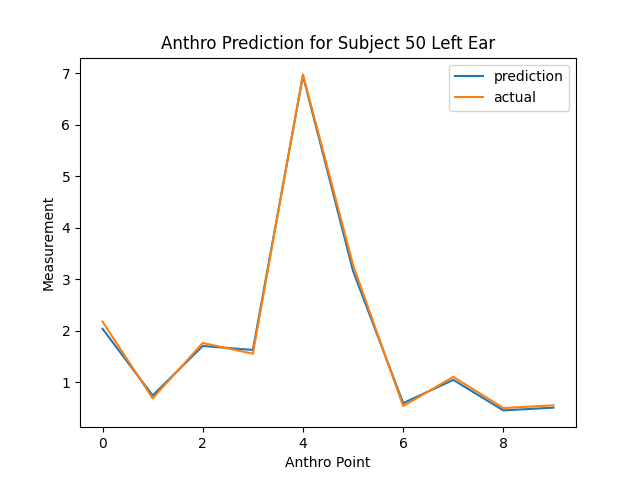 Anthro Prediction for Subject 50 Left Ear
prediction
actual
7
6
5
4
3
2
1
Measurement
0 2 4 6 8
Anthro Point